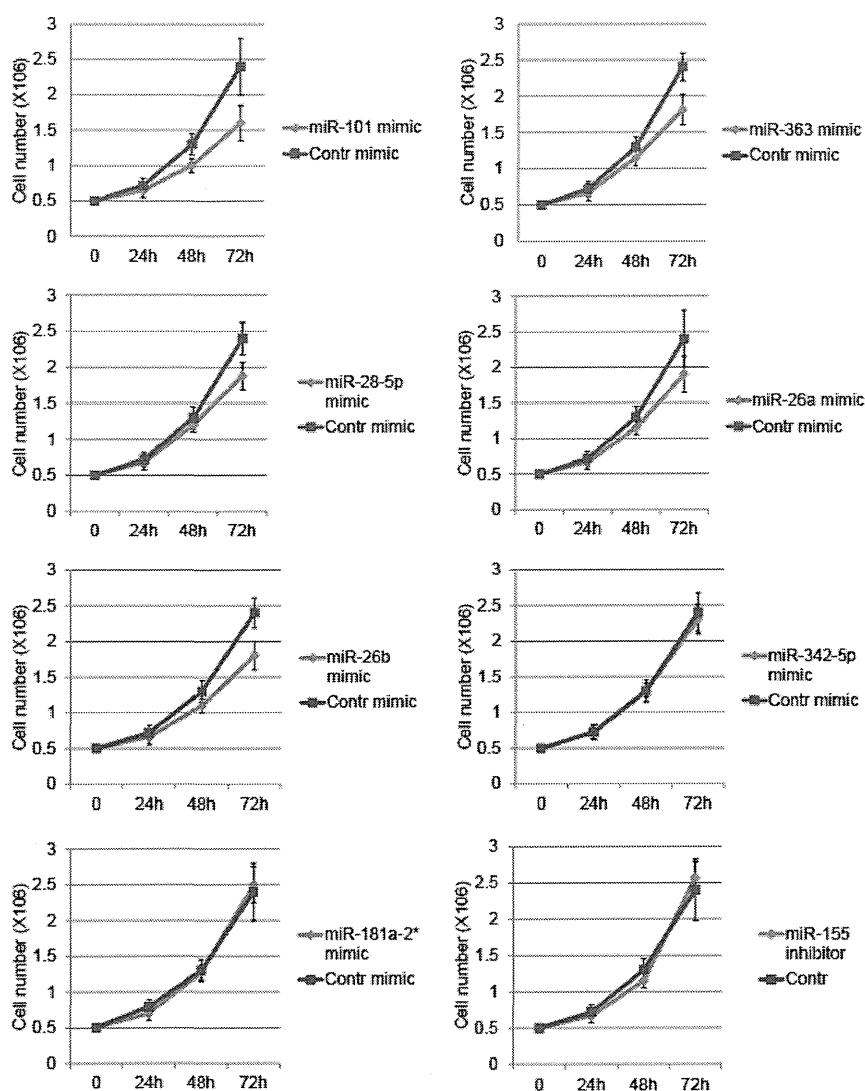 Cell number (X106)
3
2.5
2
1.5
1
0.5
0
0 24h 48h 72h
miR-101 mimic
Contr mimic
Cell number (X106)
3
2.5
2
1.5
1
0.5
0
0 24h 48h 72h
miR-363 mimic
Contr mimic
Cell number (X106)
3
2.5
2
1.5
1
0.5
0
0 24h 48h 72h
miR-28-5p
mimic
Contr mimic
Cell number (X106)
3
2.5
2
1.5
1
0.5
0
0 24h 48h 72h
miR-26a mimic
Contr mimic
Cell number (X106)
3
2.5
2
1.5
1
0.5
0
0 24h 48h 72h
miR-26b
mimic
Contr mimic
Cell number (X106)
3
2.5
2
1.5
1
0.5
0
0 24h 48h 72h
miR-342-5p
mimic
Contr mimic
Cell number (X106)
3
2.5
2
1.5
1
0.5
0
0 24h 48h 72h
miR-181a-2*
mimic
Contr mimic
Cell number (X106)
3
2.5
2
1.5
1
0.5
0
0 24h 48h 72h
miR-155
inhibitor
Contr